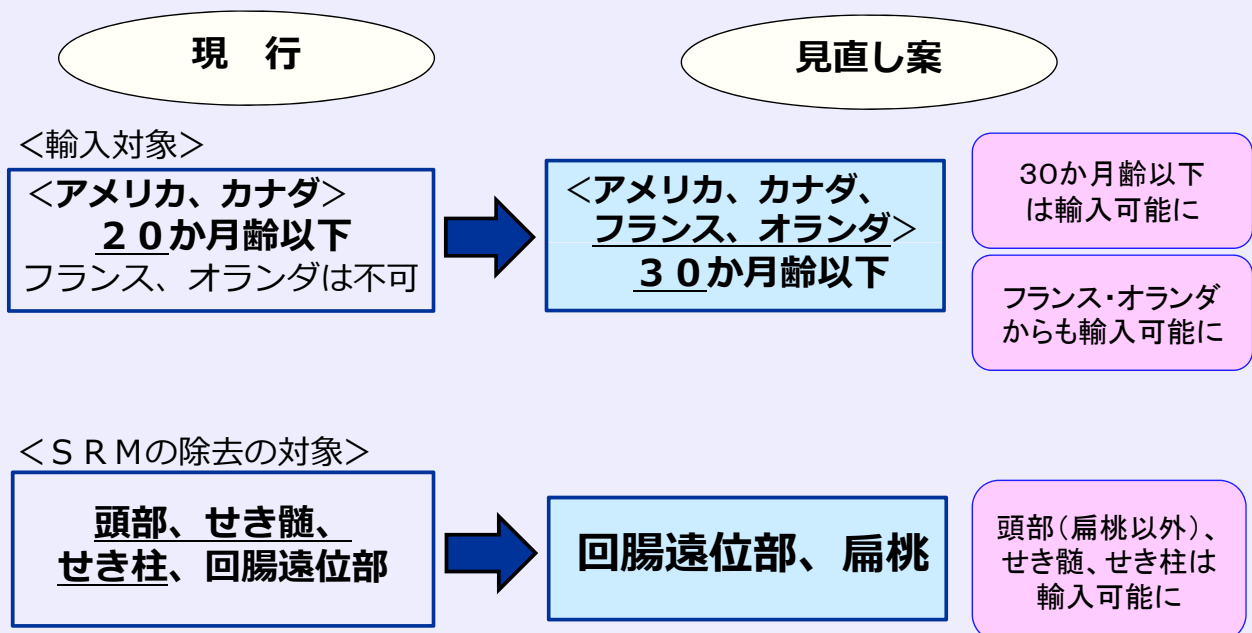 現　行
見直し案
＜輸入対象＞
＜アメリカ、カナダ＞
２０か月齢以下
フランス、オランダは不可
＜アメリカ、カナダ、
フランス、オランダ＞
３０か月齢以下
30か月齢以下
は輸入可能に
フランス・オランダ
からも輸入可能に
＜ＳＲＭの除去の対象＞
頭部、せき髄、
せき柱、回腸遠位部
回腸遠位部、扁桃
頭部（扁桃以外）、
せき髄、せき柱は
輸入可能に